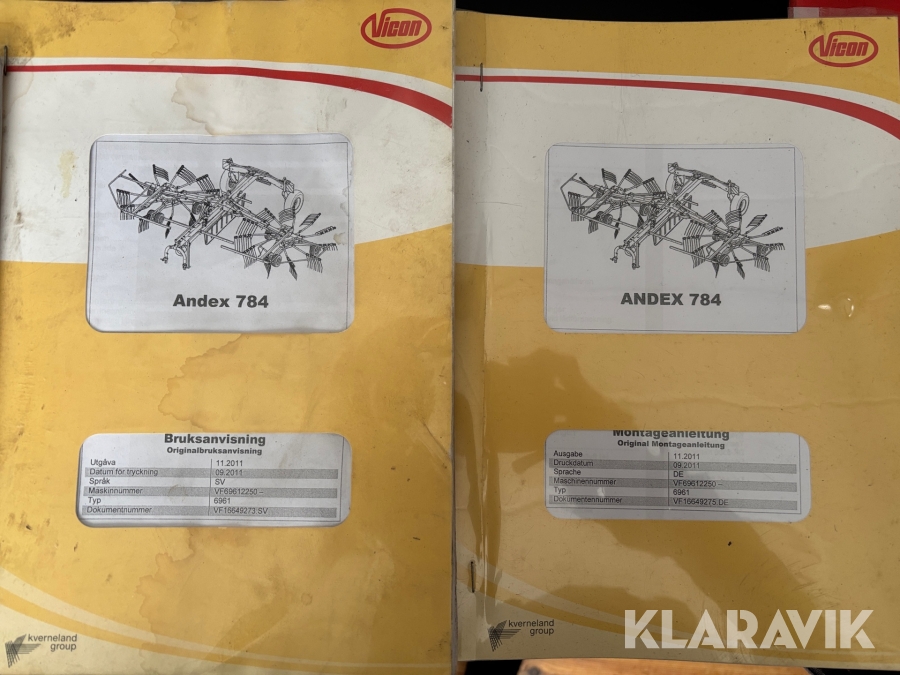 Vicon
Andex 784
Bruksanvisning
Originalbruksanvisning
Utgåva 11.2011
Datum för tryckning 09.2011
Språk SV
Maskinnummer VF69612250 –
Typ 6961
Dokumentnummer VF16649273 SV
kverneland
group
Vicon
ANDEX 784
Montageanleitung
Original Montageanleitung
Ausgabe 11.2011
Druckdatum 09.2011
Sprache DE
Maschinennummer VF69612250 –
Typ 6961
Dokumentennummer VF16649275 DE
kverneland
group
KLARAVIK